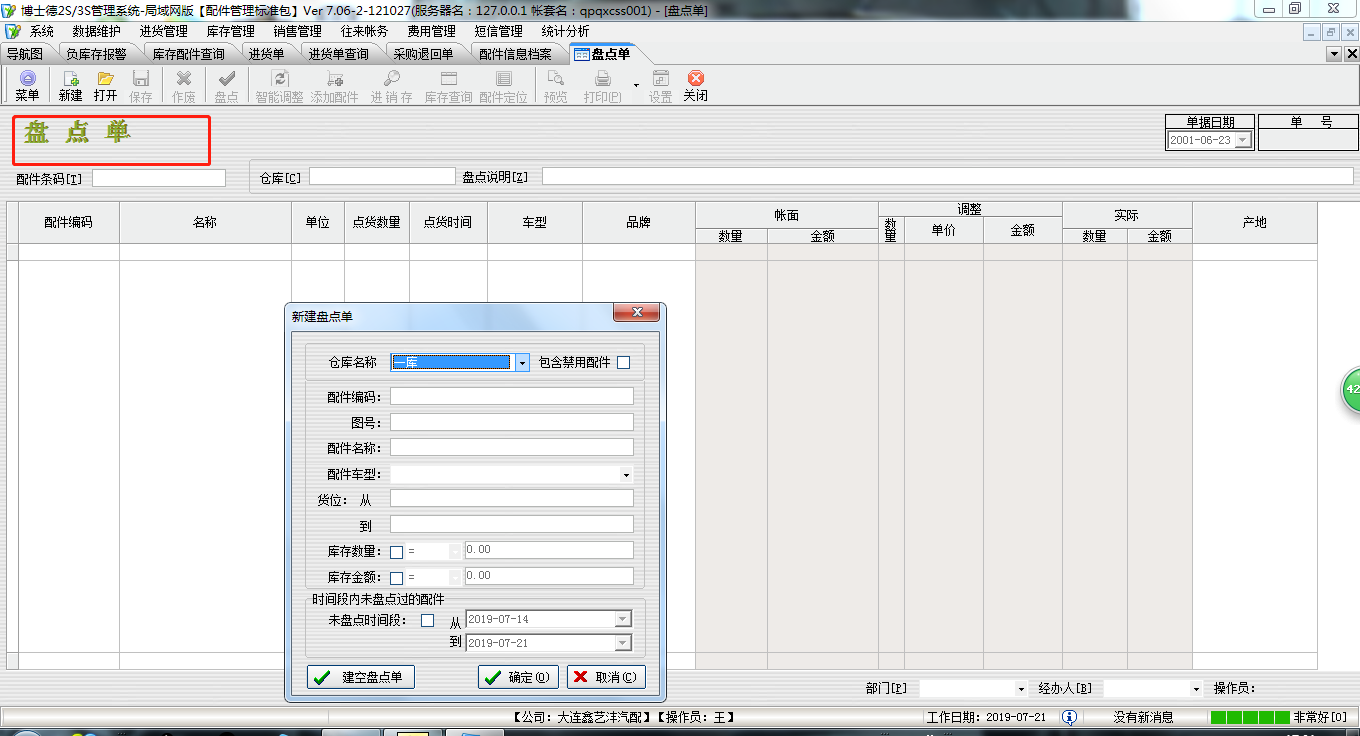 博士德2S/3S管理系统-局域网版【配件管理标准包】Ver 7.06-2-121027(服务器名：127.0.0.1 帐套名：qpqxcss001) - [盘点单]
系统 数据维护 进货管理 库存管理 销售管理 往来帐务 费用管理 短信管理 统计分析
导航图 负库存报警 库存配件查询 进货单 进货单查询 采购退回单 配件信息档案 盘点单
菜单 新建 打开 保存 作废 盘点 智能调整 添加配件 进销存 库存查询 配件定位 预览 打印(P) 设置 关闭
盘 点 单
单据日期 单 号
2001-06-23
配件条码[T] 仓库[C] 盘点说明[Z]
配件编码 名称 单位 点货数量 点货时间 车型 品牌 帐面 调整 实际 产地
数量 金额 数量 单价 金额 数量 金额
新建盘点单
仓库名称 一库 包含禁用配件
配件编码：
图号：
配件名称：
配件车型：
货位： 从
到
库存数量： = 0.00
库存金额： = 0.00
时间段内未盘点过的配件
未盘点时间段： 从 2019-07-14
到 2019-07-21
建空盘点单 确定(O) 取消(C)
42
部门[P] 经办人[B] 操作员：
【公司：大连鑫艺沣汽配】【操作员：王】 工作日期：2019-07-21 没有新消息 非常好[0]